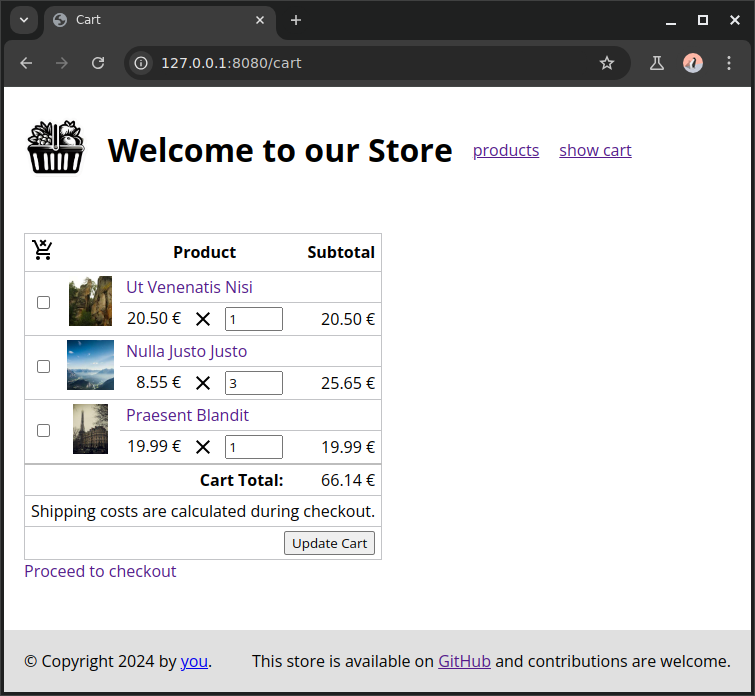 Cart
127.0.0.1:8080/cart
Welcome to our Store products show cart
Product Subtotal
Ut Venenatis Nisi
20.50 € 1 20.50 €
Nulla Justo Justo
8.55 € 3 25.65 €
Praesent Blandit
19.99 € 1 19.99 €
Cart Total: 66.14 €
Shipping costs are calculated during checkout.
Update Cart
Proceed to checkout
© Copyright 2024 by you. This store is available on GitHub and contributions are welcome.